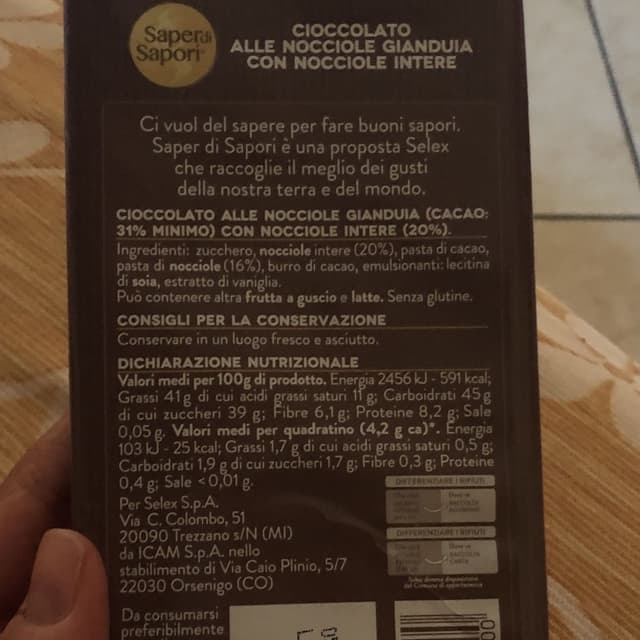 Saper di
Sapori
CIOCCOLATO
ALLE NOCCIOLE GIANDUIA
CON NOCCIOLE INTERE
Ci vuol del sapere per fare buoni sapori.
Saper di Sapori è una proposta Selex
che raccoglie il meglio dei gusti
della nostra terra e del mondo.
CIOCCOLATO ALLE NOCCIOLE GIANDUIA (CACAO:
31% MINIMO) CON NOCCIOLE INTERE (20%).
Ingredienti: zucchero, nocciole intere (20%), pasta di cacao,
pasta di nocciole (16%), burro di cacao, emulsionanti: lecitina
di soia, estratto di vaniglia.
Può contenere altra frutta a guscio e latte. Senza glutine.
CONSIGLI PER LA CONSERVAZIONE
Conservare in un luogo fresco e asciutto.
DICHIARAZIONE NUTRIZIONALE
Valori medi per 100g di prodotto. Energia 2456 kJ - 591 kcal;
Grassi 41 g di cui acidi grassi saturi 11 g; Carboidrati 45 g
di cui zuccheri 39 g; Fibre 6,1 g; Proteine 8,2 g; Sale
0,05 g. Valori medi per quadratino (4,2 g ca)*. Energia
103 kJ - 25 kcal; Grassi 1,7 g di cui acidi grassi saturi 0,5 g;
Carboidrati 1,9 g di cui zuccheri 1,7 g; Fibre 0,3 g; Proteine
0,4 g; Sale <0,01 g.
DIFFERENZIARE I RIFIUTI
DIFFERENZIARE I RIFIUTI
Per Selex S.p.A.
Via C. Colombo, 51
20090 Trezzano s/N (MI)
da ICAM S.p.A. nello
stabilimento di Via Caio Plinio, 5/7
22030 Orsenigo (CO)
Da consumarsi
preferibilmente